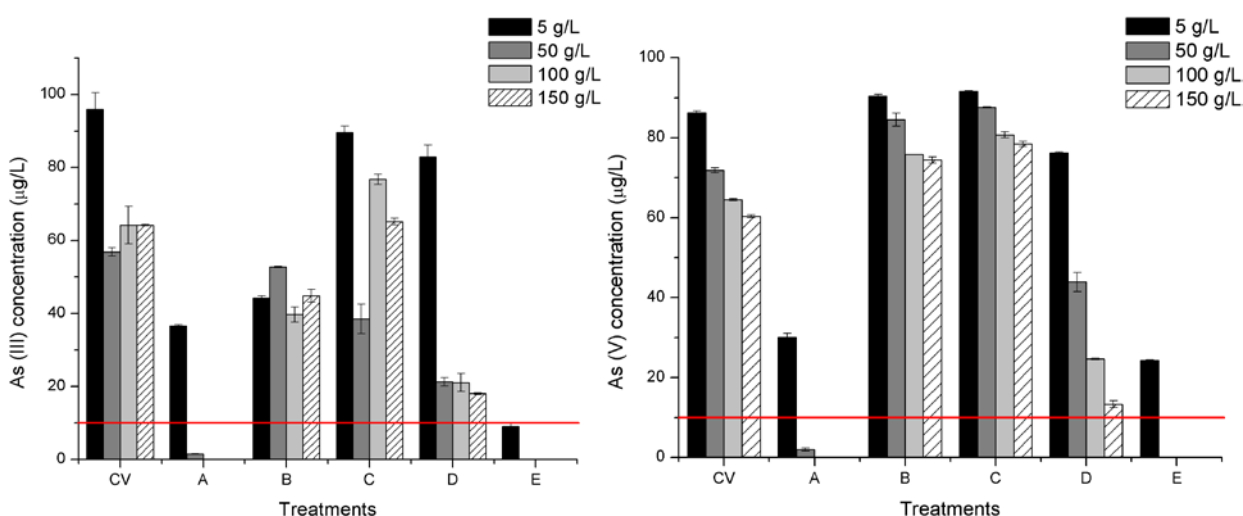 5 g/L
50 g/L
100 g/L
150 g/L
100
80
60
40
20
0
As (III) concentration (μg/L)
CV A B C D E
Treatments
5 g/L
50 g/L
100 g/L
150 g/L
100
80
60
40
20
0
As (V) concentration (μg/L)
CV A B C D E
Treatments